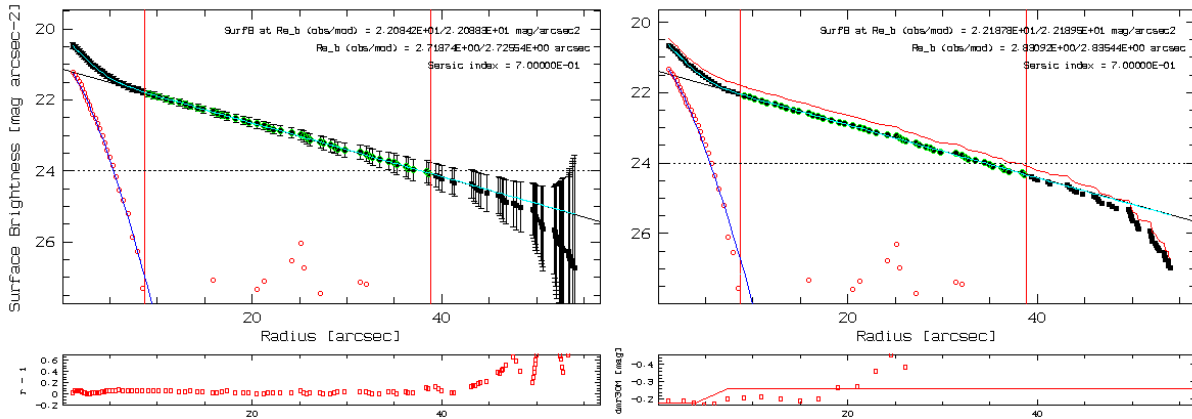 SurfB at Re_b (obs/mod) = 2.20842E+01/2.20883E+01 mag/arcsec2
Re_b (obs/mod) = 2.71874E+00/2.72554E+00 arcsec
Sersic index = 7.00000E-01
Surface Brightness [mag arcsec-2]
20
22
24
26
0
20
40
Radius [arcsec]
r - i
0.6
0.4
0.2
0
-0.2
0
20
40
SurfB at Re_b (obs/mod) = 2.21878E+01/2.21895E+01 mag/arcsec2
Re_b (obs/mod) = 2.83092E+00/2.83544E+00 arcsec
Sersic index = 7.00000E-01
20
22
24
26
0
20
40
Radius [arcsec]
-0.4
-0.3
-0.2
0
20
40